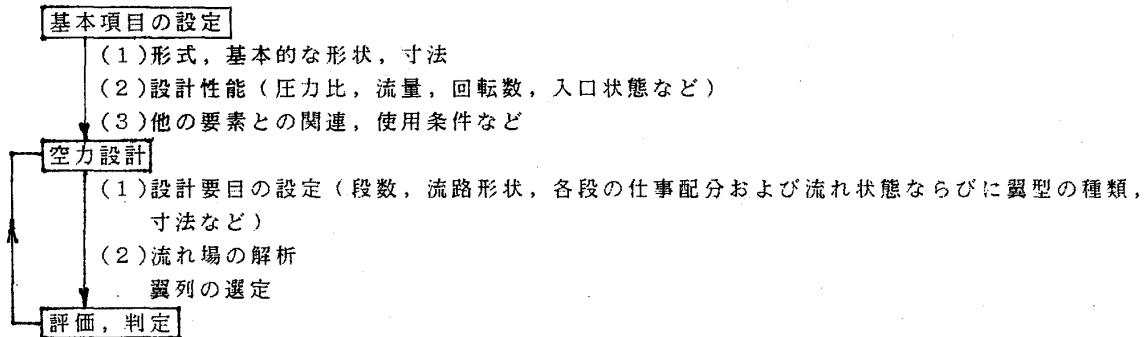 基本項目の設定
(1)形式，基本的な形状，寸法
(2)設計性能（圧力比，流量，回転数，入口状態など）
(3)他の要素との関連，使用条件など
空力設計
(1)設計要目の設定（段数，流路形状，各段の仕事配分および流れ状態ならびに翼型の種類，
寸法など）
(2)流れ場の解析
翼列の選定
評価，判定